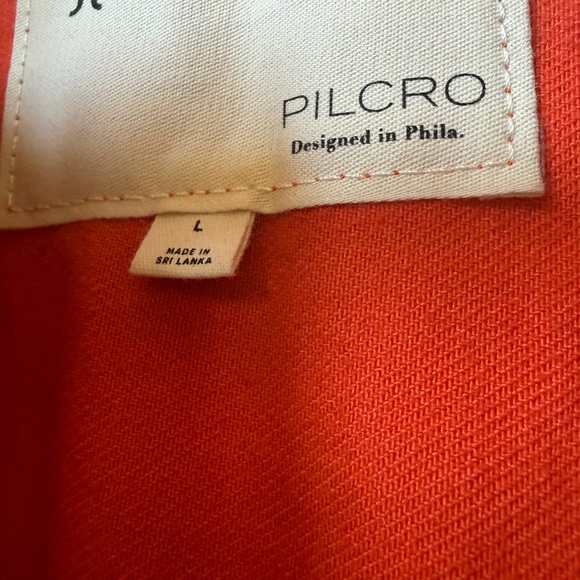 PILCRO
Designed in Phila.
L
MADE IN
SRI LANKA